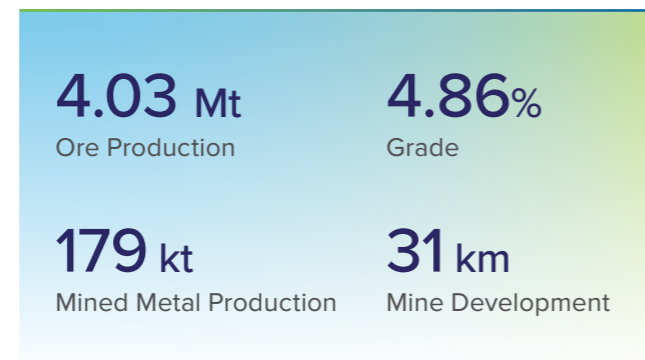 4.03 Mt
Ore Production
4.86%
Grade
179 kt
Mined Metal Production
31 km
Mine Development